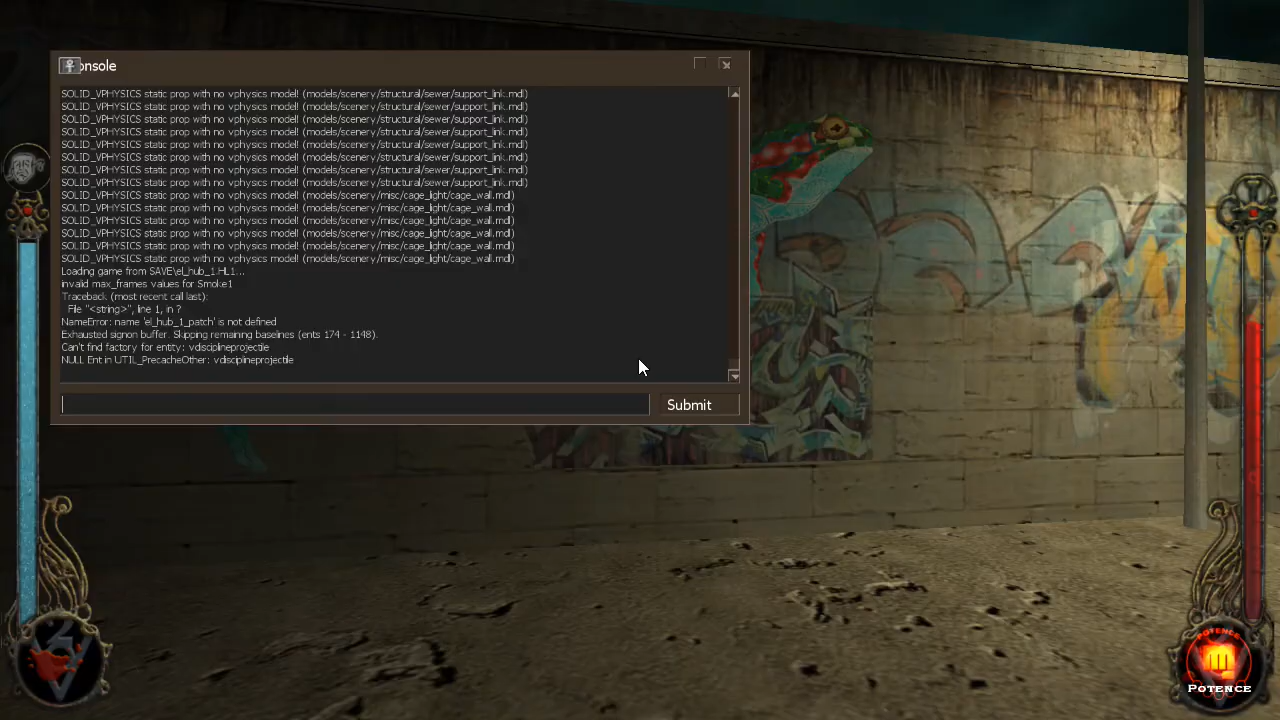 Console
SOLID_VPHYSICS static prop with no vphysics model! (models/scenery/structural/sewer/support_link.mdl)
SOLID_VPHYSICS static prop with no vphysics model! (models/scenery/structural/sewer/support_link.mdl)
SOLID_VPHYSICS static prop with no vphysics model! (models/scenery/structural/sewer/support_link.mdl)
SOLID_VPHYSICS static prop with no vphysics model! (models/scenery/structural/sewer/support_link.mdl)
SOLID_VPHYSICS static prop with no vphysics model! (models/scenery/structural/sewer/support_link.mdl)
SOLID_VPHYSICS static prop with no vphysics model! (models/scenery/structural/sewer/support_link.mdl)
SOLID_VPHYSICS static prop with no vphysics model! (models/scenery/structural/sewer/support_link.mdl)
SOLID_VPHYSICS static prop with no vphysics model! (models/scenery/structural/sewer/support_link.mdl)
SOLID_VPHYSICS static prop with no vphysics model! (models/scenery/misc/cage_light/cage_wall.mdl)
SOLID_VPHYSICS static prop with no vphysics model! (models/scenery/misc/cage_light/cage_wall.mdl)
SOLID_VPHYSICS static prop with no vphysics model! (models/scenery/misc/cage_light/cage_wall.mdl)
SOLID_VPHYSICS static prop with no vphysics model! (models/scenery/misc/cage_light/cage_wall.mdl)
SOLID_VPHYSICS static prop with no vphysics model! (models/scenery/misc/cage_light/cage_wall.mdl)
SOLID_VPHYSICS static prop with no vphysics model! (models/scenery/misc/cage_light/cage_wall.mdl)
Loading game from SAVE\el_hub_1.HL1...
invalid max_frames values for Smoke1
Traceback (most recent call last):
File "<string>", line 1, in ?
NameError: name 'el_hub_1_patch' is not defined
Exhausted signon buffer. Skipping remaining baselines (ents 174 - 1148).
Can't find factory for entity: vdisciplineprojectile
NULL Ent in UTIL_PrecacheOther: vdisciplineprojectile
Submit
POTENCE
POTENCE